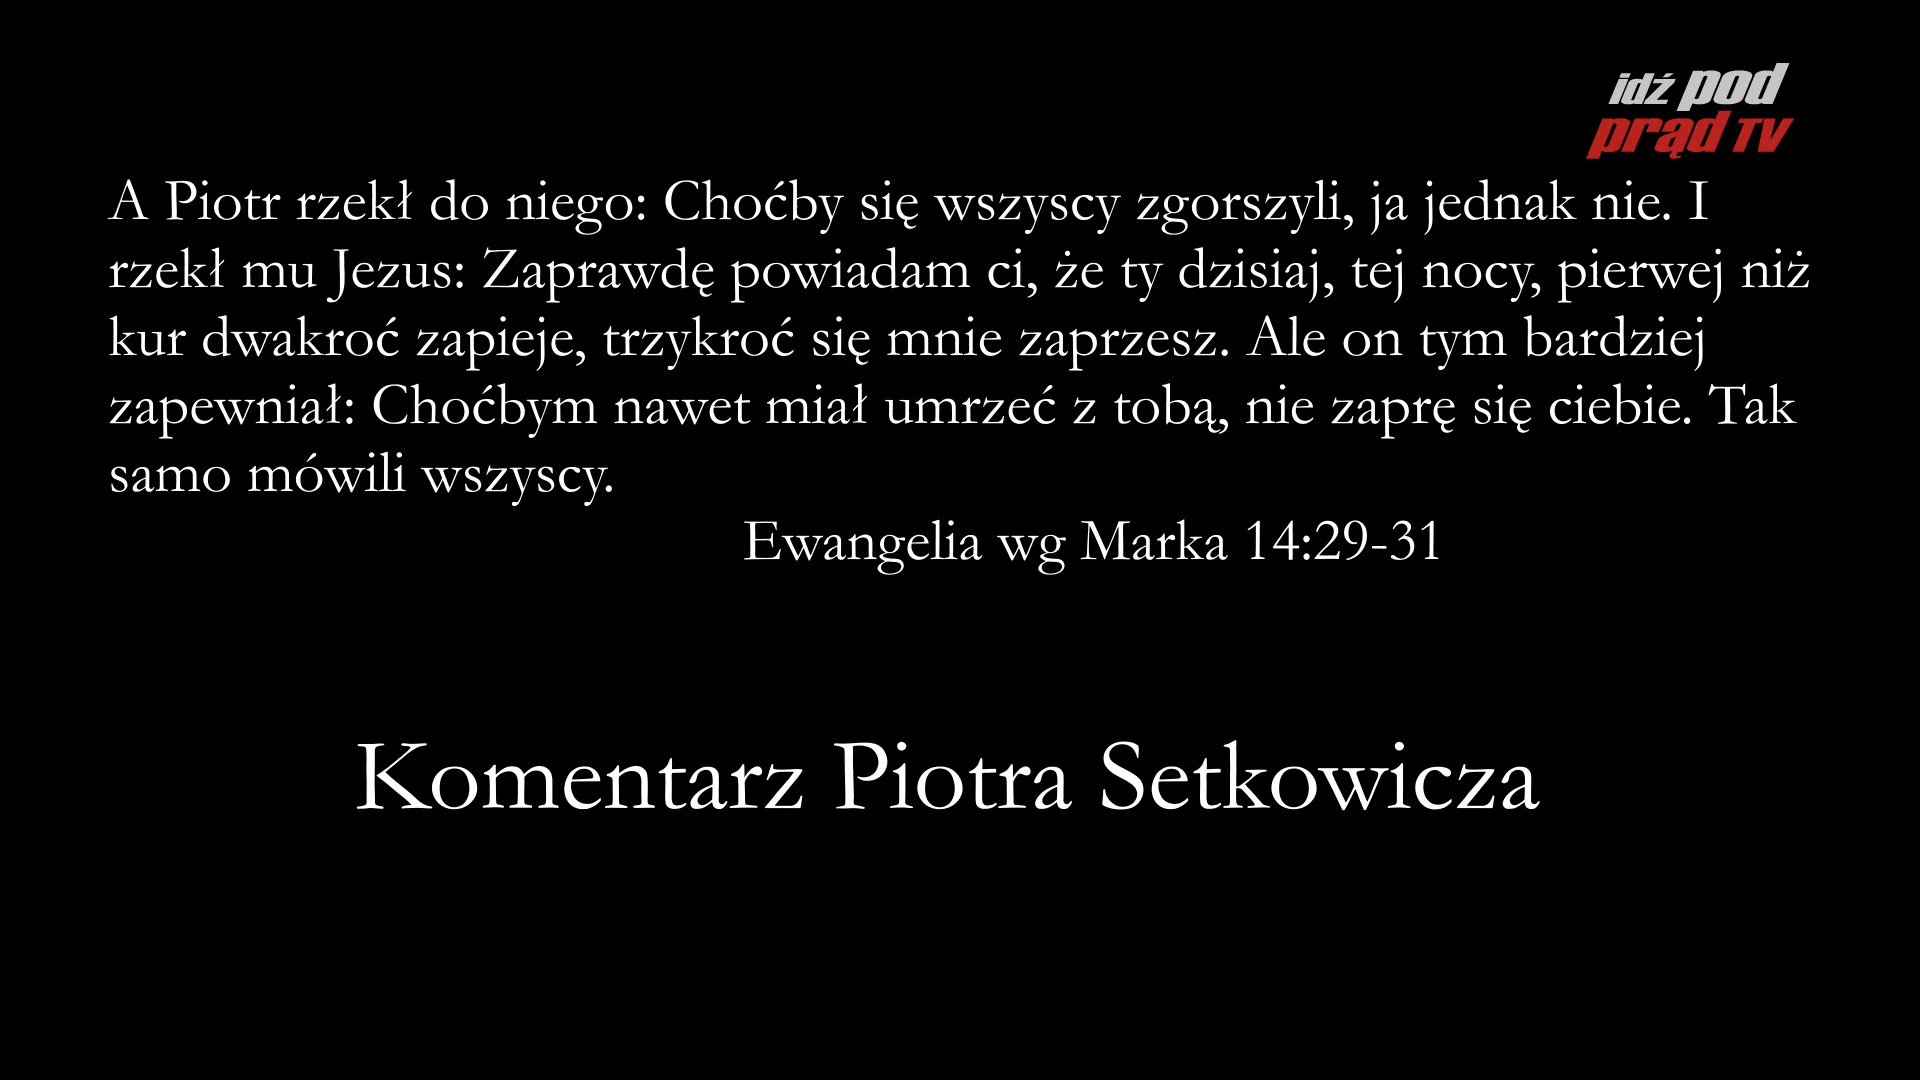 idź pod
prąd TV
A Piotr rzekł do niego: Choćby się wszyscy zgorszyli, ja jednak nie. I
rzekł mu Jezus: Zaprawdę powiadam ci, że ty dzisiaj, tej nocy, pierwej niż
kur dwakroć zapieje, trzykroć się mnie zaprzesz. Ale on tym bardziej
zapewniał: Choćbym nawet miał umrzeć z tobą, nie zaprę się ciebie. Tak
samo mówili wszyscy.
Ewangelia wg Marka 14:29-31
Komentarz Piotra Setkowicza